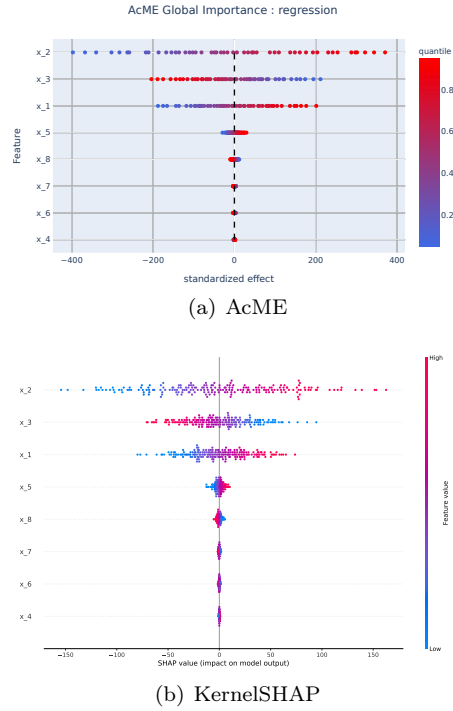 AcME Global Importance : regression
x_2
x_3
x_1
x_5
x_8
x_7
x_6
x_4
Feature
−400
−200
0
200
400
standardized effect
quantile
0.8
0.6
0.4
0.2
(a) AcME
x_2
x_3
x_1
x_5
x_8
x_7
x_6
x_4
−150
−100
−50
0
50
100
150
SHAP value (impact on model output)
High
Feature value
Low
(b) KernelSHAP